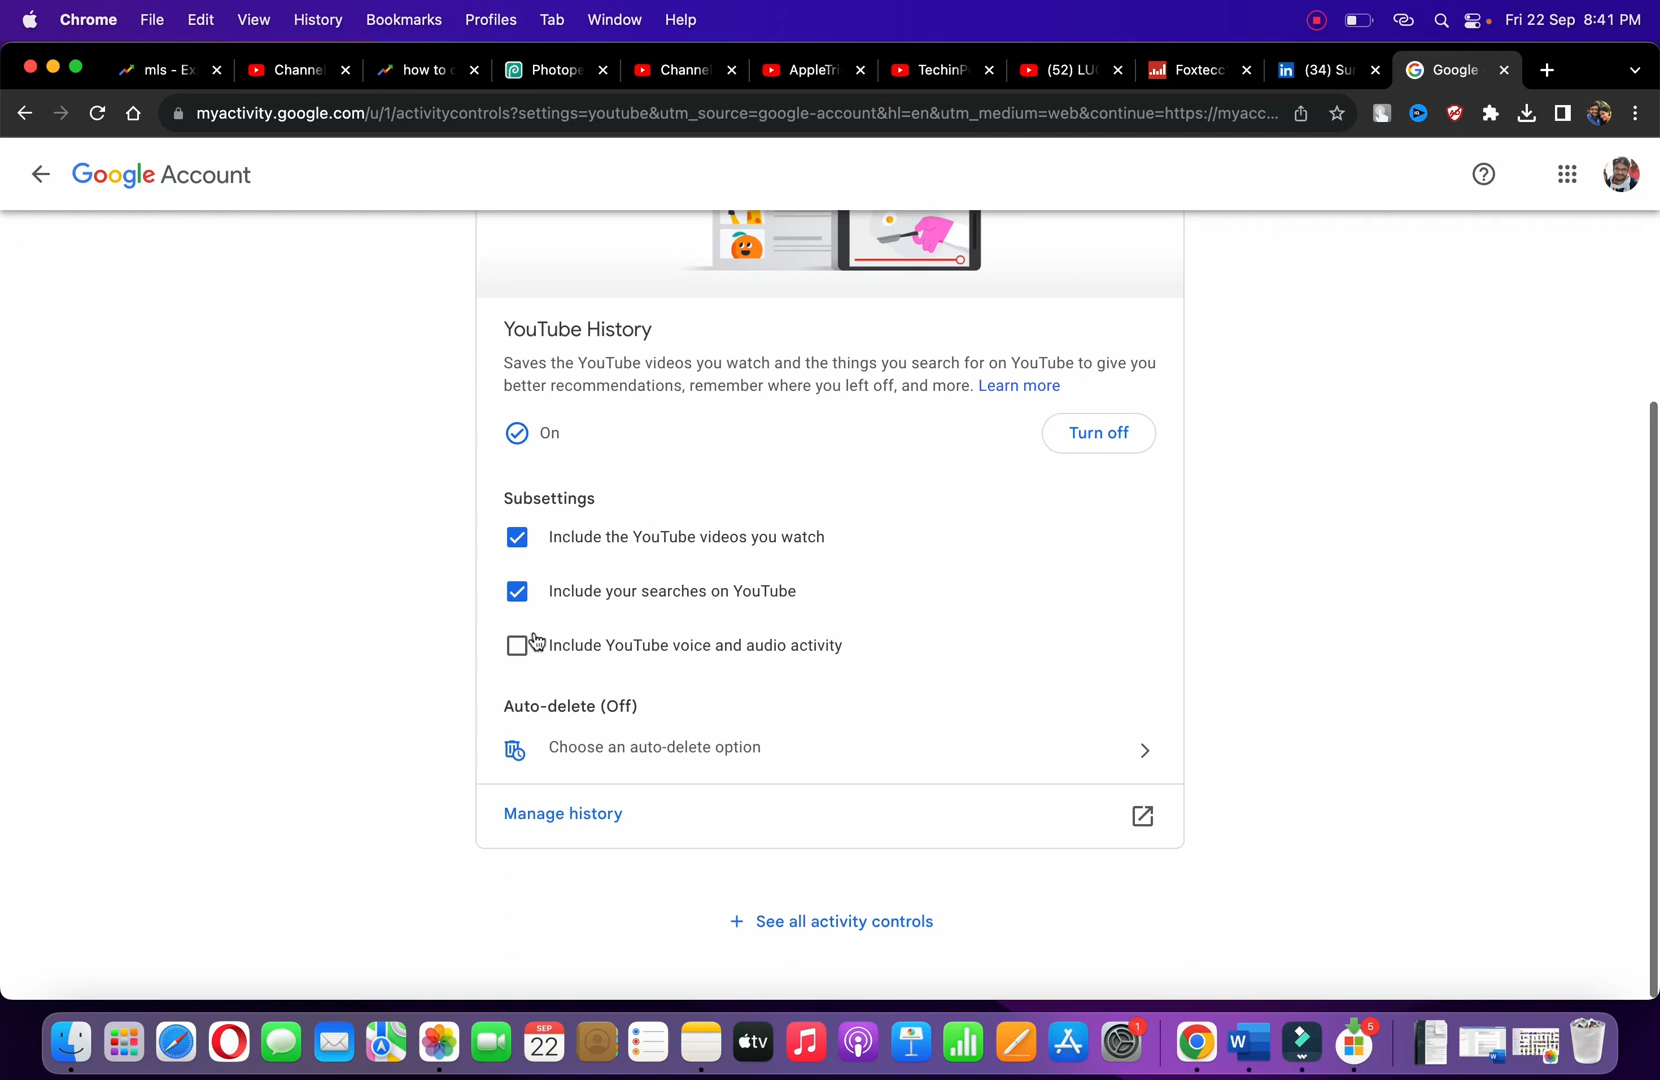 Chrome File Edit View History Bookmarks Profiles Tab Window Help Fri 22 Sep 8:41 PM
mls - Ex Channel how to c Photope Channel AppleTri TechinP (52) LU Foxtecc (34) Su Google
myactivity.google.com/u/1/activitycontrols?settings=youtube&utm_source=google-account&hl=en&utm_medium=web&continue=https://myacc...
Google Account
YouTube History
Saves the YouTube videos you watch and the things you search for on YouTube to give you
better recommendations, remember where you left off, and more. Learn more
On Turn off
Subsettings
Include the YouTube videos you watch
Include your searches on YouTube
Include YouTube voice and audio activity
Auto-delete (Off)
Choose an auto-delete option
Manage history
+ See all activity controls
SEP
22
tv
1
W
5